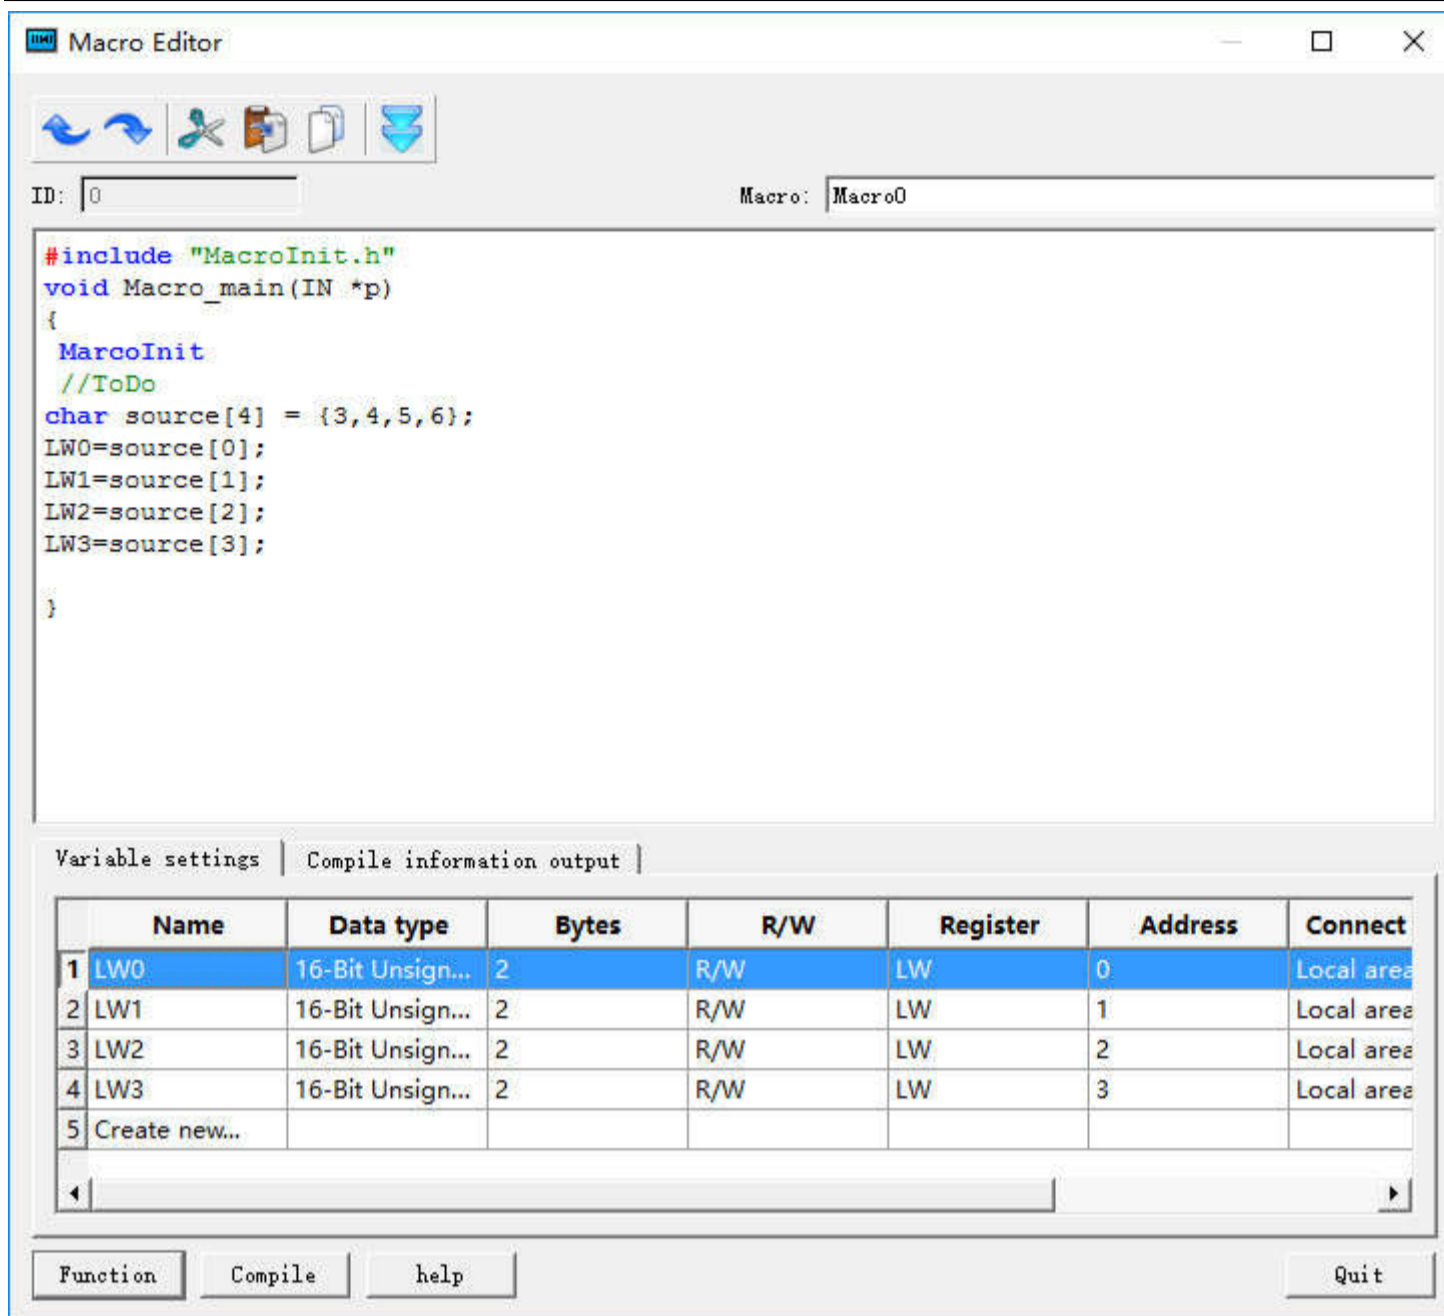 Macro Editor
ID: 0 Macro: Macro0
#include "MacroInit.h"
void Macro_main(IN *p)
{
MarcoInit
//ToDo
char source[4] = {3,4,5,6};
LW0=source[0];
LW1=source[1];
LW2=source[2];
LW3=source[3];
}
Variable settings Compile information output
Name Data type Bytes R/W Register Address Connect
1 LW0 16-Bit Unsign... 2 R/W LW 0 Local area
2 LW1 16-Bit Unsign... 2 R/W LW 1 Local area
3 LW2 16-Bit Unsign... 2 R/W LW 2 Local area
4 LW3 16-Bit Unsign... 2 R/W LW 3 Local area
5 Create new...
Function Compile help Quit